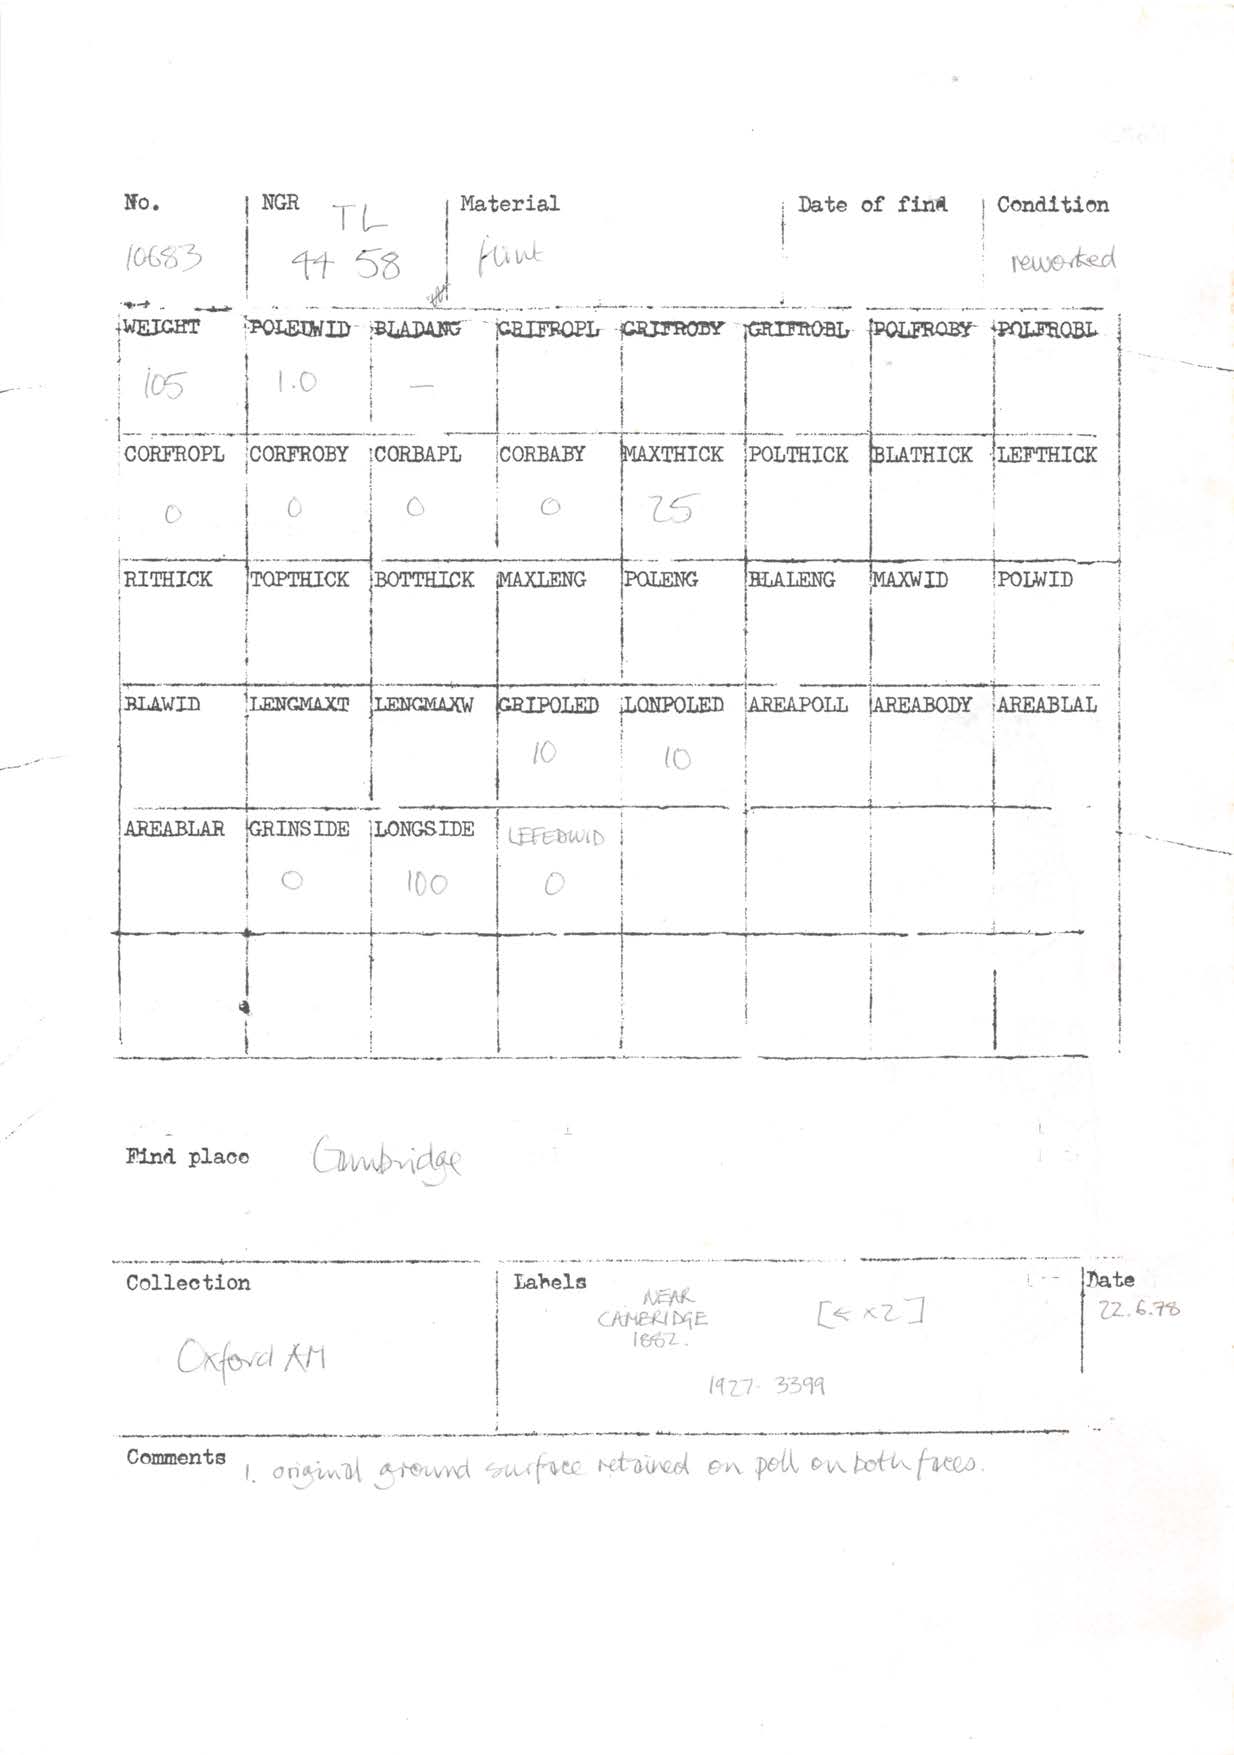 No. NGR TL Material Date of find Condition
10683 44 58 flint reworked
WEIGHT POLEDWID BLADANG GRIFROPL GRIFROBY GRIFROBL POLFROBY POLFROBL
105 1.0 —
CORFROPL CORFROBY CORBAPL CORBABY MAXTHICK POLTHICK BLATHICK LEFTHICK
0 0 0 0 25
RITHICK TOPTHICK BOTTHICK MAXLENG POLENG BLALENG MAXWID POLWID
BLAWID LENGMAXT LENGMAXW GRIPOLED LONPOLED AREAPOLL AREABODY AREABLAL
10 10
AREABLAR GRINSIDE LONGSIDE LEFEDWID
0 100 0
Find place Cambridge
Collection Labels Date
NEAR
CAMBRIDGE [← x2] 22.6.78
1882.
Oxford AM
1927. 3399
Comments 1. original ground surface retained on poll on both faces.